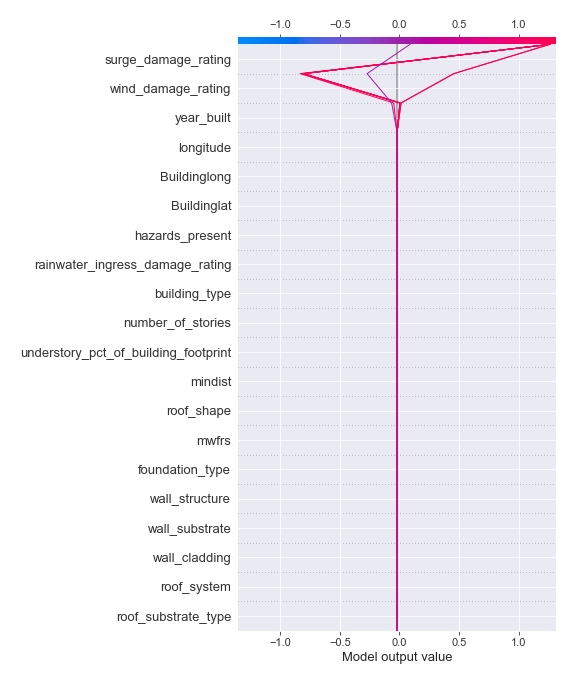 −1.0 −0.5 0.0 0.5 1.0
surge_damage_rating
wind_damage_rating
year_built
longitude
Buildinglong
Buildinglat
hazards_present
rainwater_ingress_damage_rating
building_type
number_of_stories
understory_pct_of_building_footprint
mindist
roof_shape
mwfrs
foundation_type
wall_structure
wall_substrate
wall_cladding
roof_system
roof_substrate_type
−1.0 −0.5 0.0 0.5 1.0
Model output value